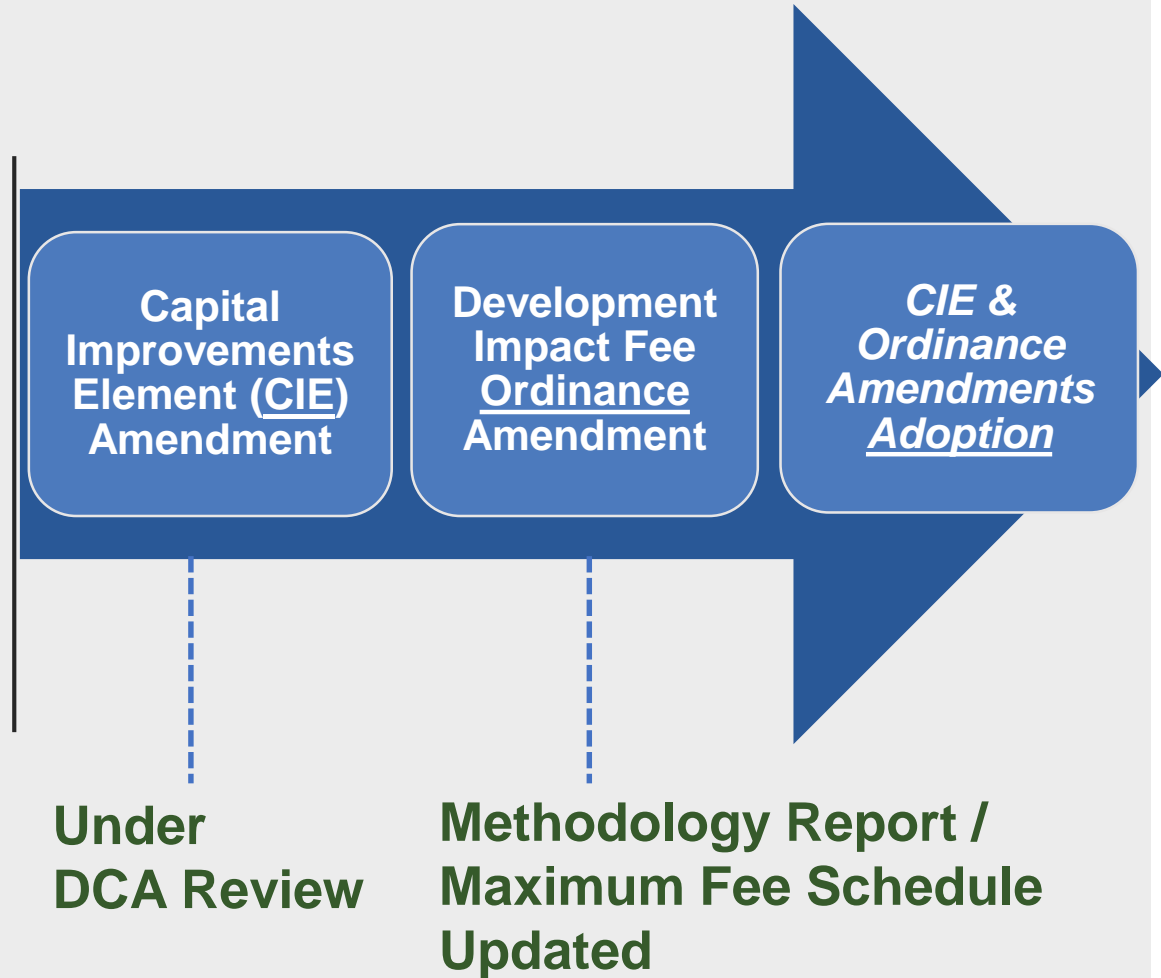 Capital
Improvements
Element (CIE)
Amendment
Development
Impact Fee
Ordinance
Amendment
CIE &
Ordinance
Amendments
Adoption
Under
DCA Review
Methodology Report /
Maximum Fee Schedule
Updated